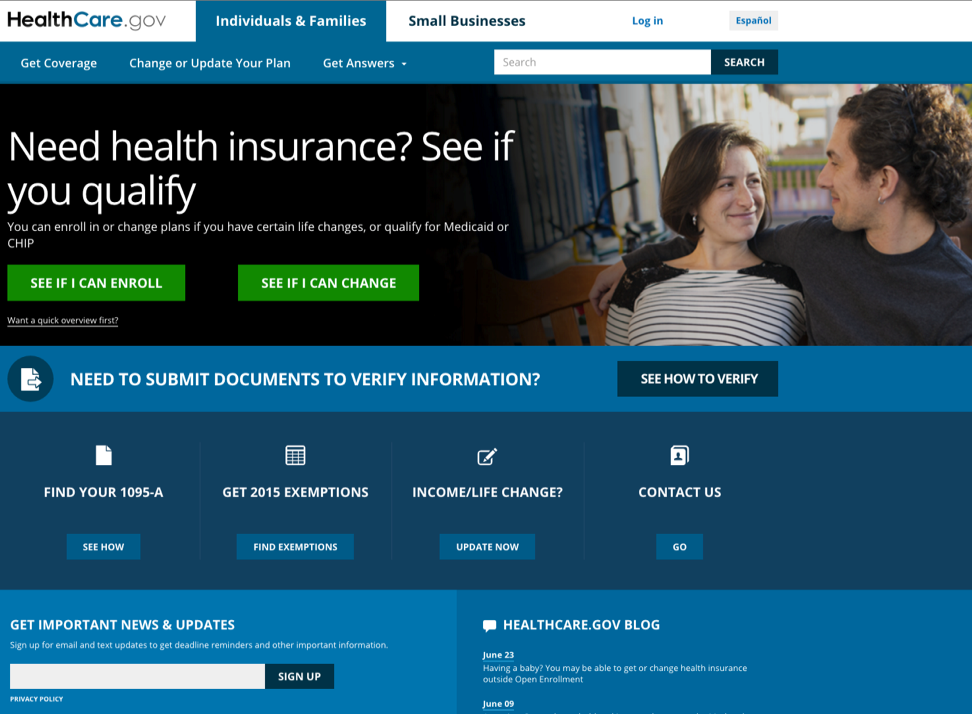 HealthCare.gov
Individuals & Families
Small Businesses
Log in
Español
Get Coverage
Change or Update Your Plan
Get Answers
Search
SEARCH
Need health insurance? See if
you qualify
You can enroll in or change plans if you have certain life changes, or qualify for Medicaid or
CHIP
SEE IF I CAN ENROLL
SEE IF I CAN CHANGE
Want a quick overview first?
NEED TO SUBMIT DOCUMENTS TO VERIFY INFORMATION?
SEE HOW TO VERIFY
FIND YOUR 1095-A
GET 2015 EXEMPTIONS
INCOME/LIFE CHANGE?
CONTACT US
SEE HOW
FIND EXEMPTIONS
UPDATE NOW
GO
GET IMPORTANT NEWS & UPDATES
Sign up for email and text updates to get deadline reminders and other important information.
SIGN UP
PRIVACY POLICY
HEALTHCARE.GOV BLOG
June 23
Having a baby? You may be able to get or change health insurance
outside Open Enrollment
June 09